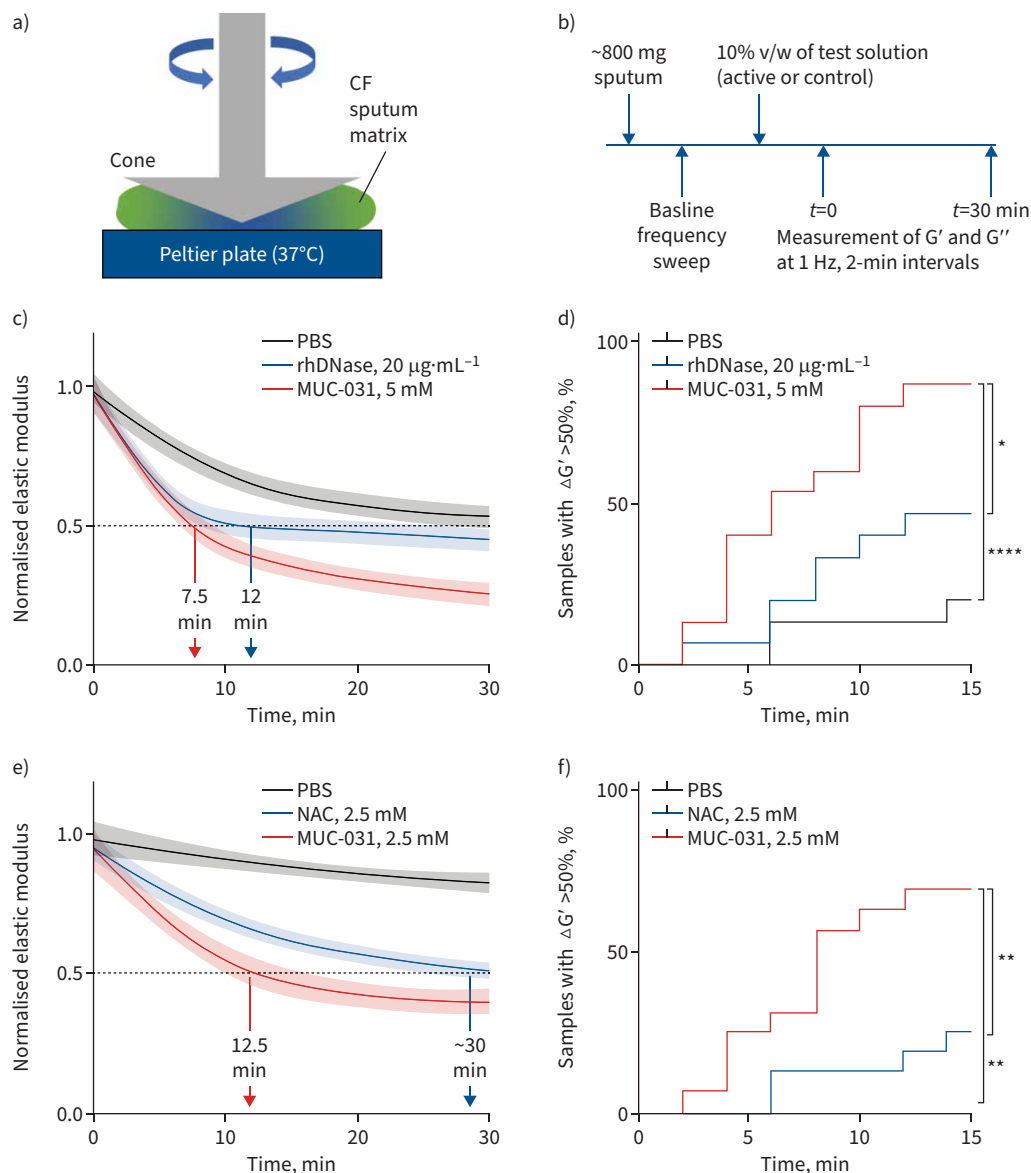 a)
CF
sputum
matrix
Cone
Peltier plate (37°C)
b)
~800 mg
sputum
10% v/w of test solution
(active or control)
Basline
frequency
sweep
t=0
t=30 min
Measurement of G′ and G′′
at 1 Hz, 2-min intervals
c)
PBS
rhDNase, 20 μg·mL⁻¹
MUC-031, 5 mM
Normalised elastic modulus
1.0
0.5
0.0
7.5
min
12
min
0
10
20
30
Time, min
d)
PBS
rhDNase, 20 μg·mL⁻¹
MUC-031, 5 mM
Samples with △G′ >50%, %
100
50
0
*
****
0
5
10
15
Time, min
e)
PBS
NAC, 2.5 mM
MUC-031, 2.5 mM
Normalised elastic modulus
1.0
0.5
0.0
12.5
min
~30
min
0
10
20
30
Time, min
f)
PBS
NAC, 2.5 mM
MUC-031, 2.5 mM
Samples with △G′ >50%, %
100
50
0
**
**
0
5
10
15
Time, min